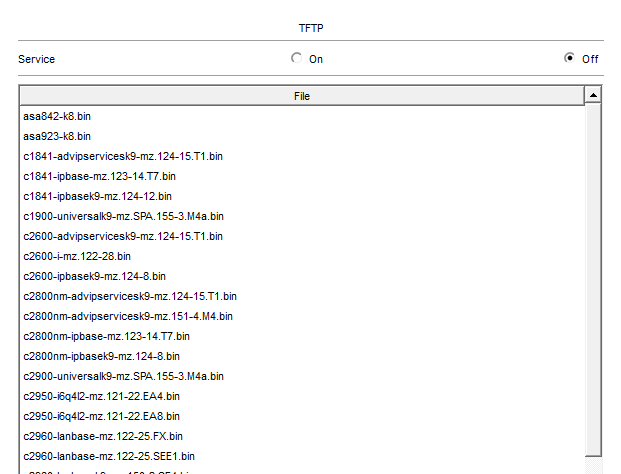 TFTP
Service On Off
File
asa842-k8.bin
asa923-k8.bin
c1841-advipservicesk9-mz.124-15.T1.bin
c1841-ipbase-mz.123-14.T7.bin
c1841-ipbasek9-mz.124-12.bin
c1900-universalk9-mz.SPA.155-3.M4a.bin
c2600-advipservicesk9-mz.124-15.T1.bin
c2600-i-mz.122-28.bin
c2600-ipbasek9-mz.124-8.bin
c2800nm-advipservicesk9-mz.124-15.T1.bin
c2800nm-advipservicesk9-mz.151-4.M4.bin
c2800nm-ipbase-mz.123-14.T7.bin
c2800nm-ipbasek9-mz.124-8.bin
c2900-universalk9-mz.SPA.155-3.M4a.bin
c2950-i6q4l2-mz.121-22.EA4.bin
c2950-i6q4l2-mz.121-22.EA8.bin
c2960-lanbase-mz.122-25.FX.bin
c2960-lanbase-mz.122-25.SEE1.bin